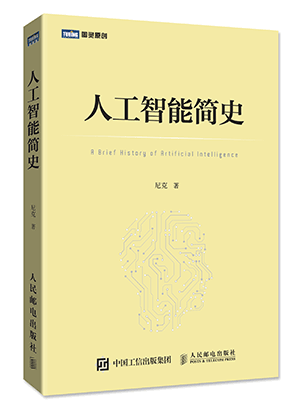 TURING 图灵原创
人工智能简史
A Brief History of Artificial Intelligence
尼克 著
中国工信出版集团 人民邮电出版社
POSTS & TELECOM PRESS
TURING
人工智能简史
尼克 著
人民邮电出版社